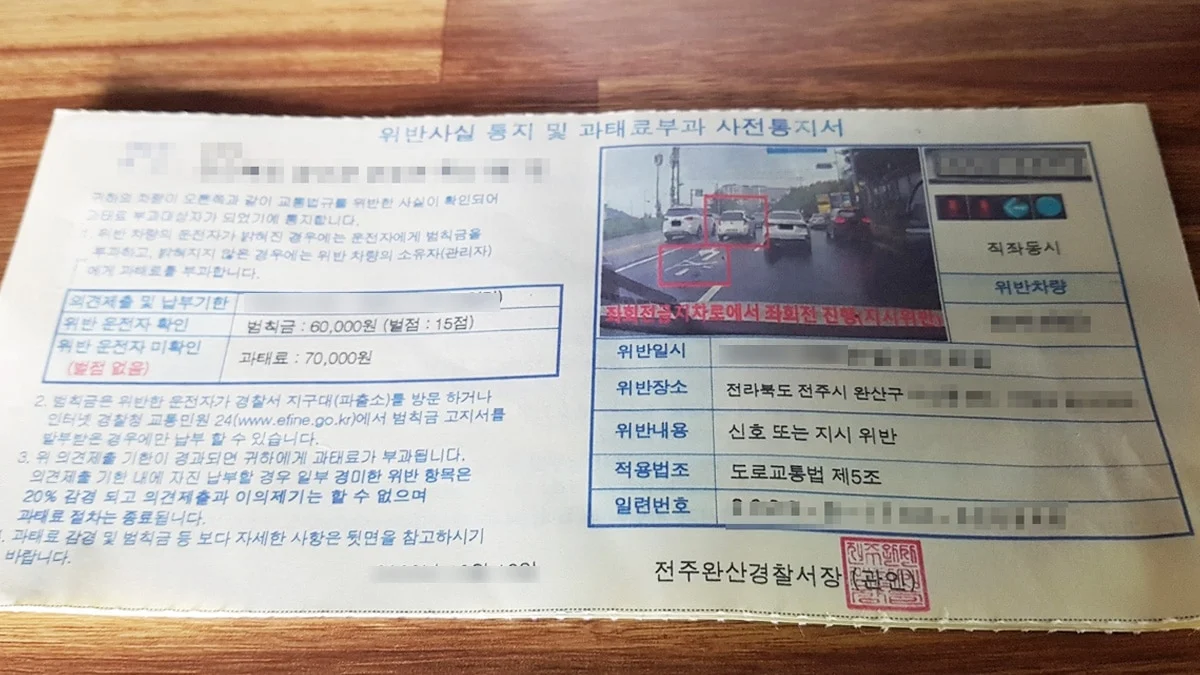 위반사실 통지 및 과태료부과 사전통지서
귀하의 차량이 오른쪽과 같이 교통법규를 위반한 사실이 확인되어
과태료 부과대상자가 되었기에 통지합니다.
위반 차량의 운전자가 밝혀진 경우에는 운전자에게 범칙금을
부과하고, 밝혀지지 않은 경우에는 위반 차량의 소유자(관리자)
에게 과태료를 부과합니다.
의견제출 및 납부기한
위반 운전자 확인 범칙금 : 60,000원 (벌점 : 15점)
위반 운전자 미확인
(벌점 없음) 과태료 : 70,000원
2. 범칙금은 위반한 운전자가 경찰서 지구대(파출소)를 방문 하거나
인터넷 경찰청 교통민원 24(www.efine.go.kr)에서 범칙금 고지서를
발부받은 경우에만 납부 할 수 있습니다.
3. 위 의견제출 기한이 경과되면 귀하에게 과태료가 부과됩니다.
의견제출 기한 내에 자진 납부할 경우 일부 경미한 위반 항목은
20% 감경 되고 의견제출과 이의제기는 할 수 없으며
과태료 절차는 종료됩니다.
. 과태료 감경 및 범칙금 등 보다 자세한 사항은 뒷면을 참고하시기
바랍니다.
좌회전금지차로에서 좌회전 진행(지시위원)
직좌동시
위반차량
위반일시
위반장소 전라북도 전주시 완산구
위반내용 신호 또는 지시 위반
적용법조 도로교통법 제5조
일련번호
전주완산경찰서장 (관인)